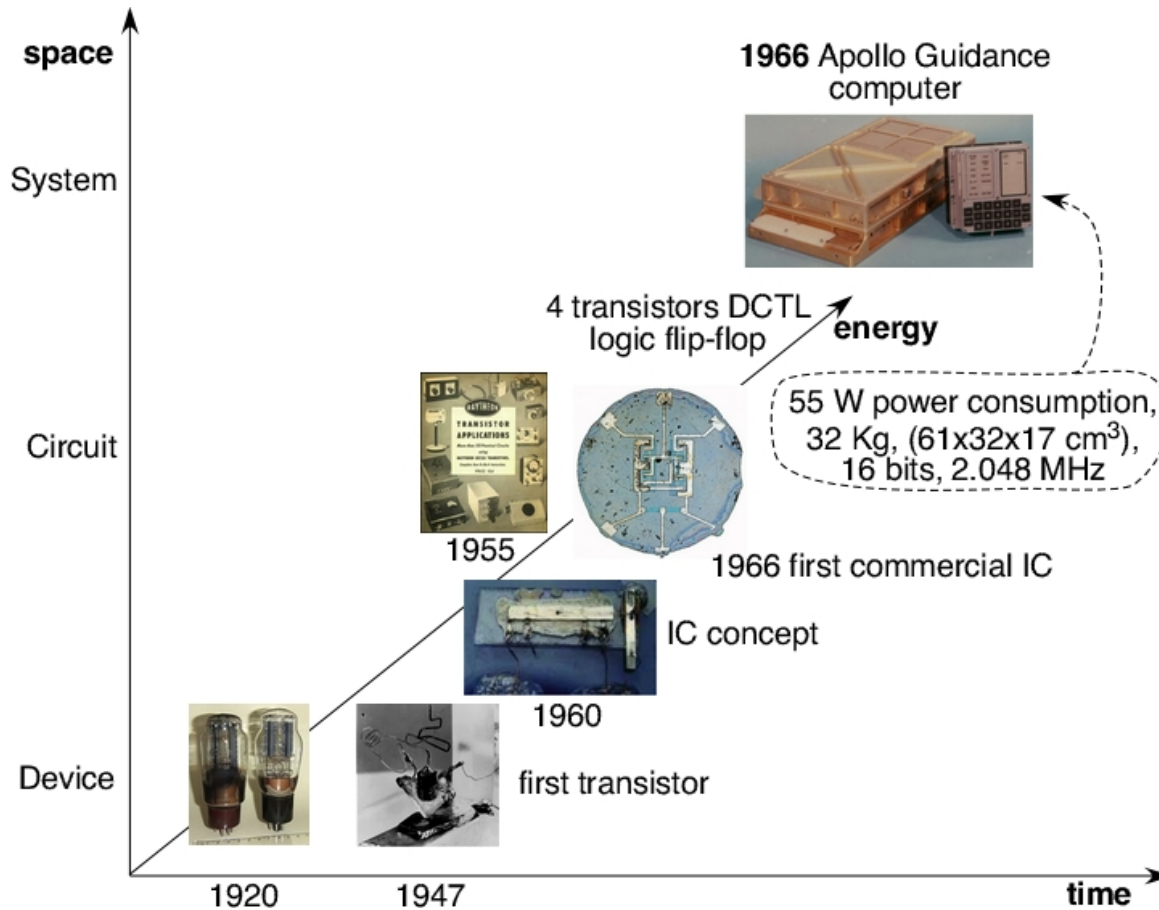 space
1966 Apollo Guidance
computer
System
4 transistors DCTL
logic flip-flop
energy
55 W power consumption,
32 Kg, (61x32x17 cm³),
16 bits, 2.048 MHz
Circuit
RAYTHEON
TRANSISTOR
APPLICATIONS
1955
1966 first commercial IC
IC concept
1960
Device
first transistor
1920
1947
time